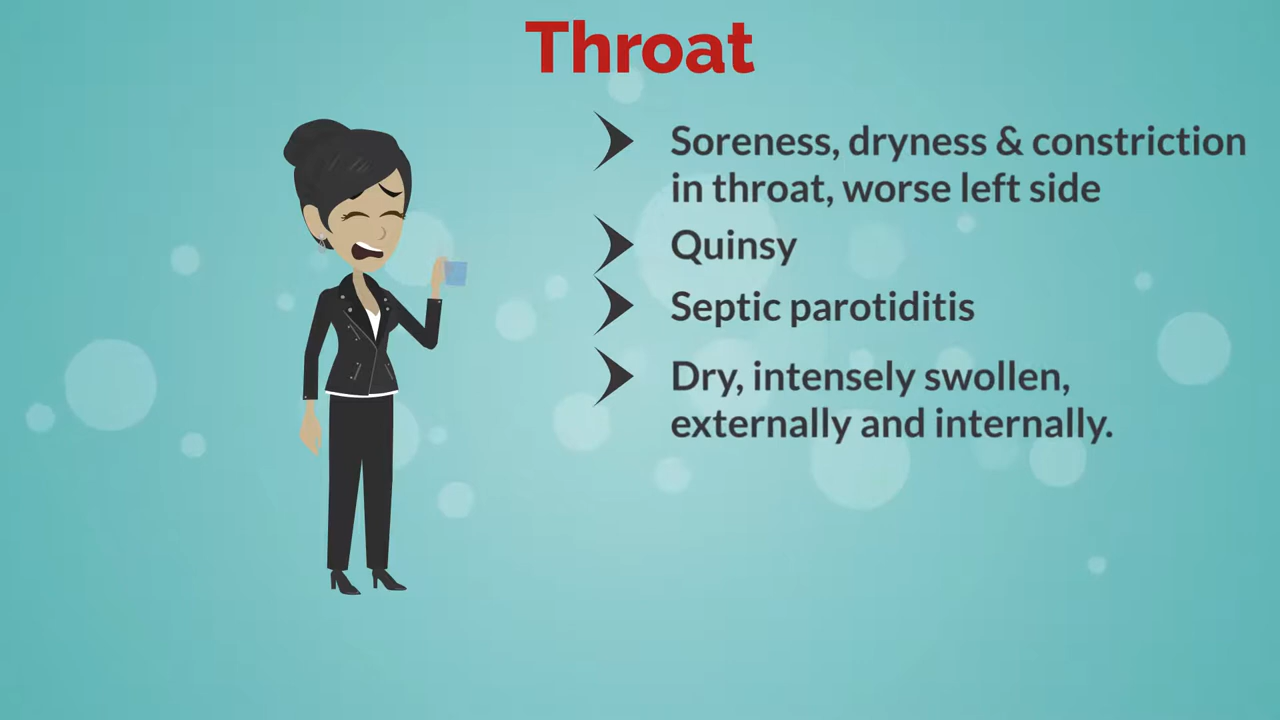 Throat
Soreness, dryness & constriction
in throat, worse left side
Quinsy
Septic parotiditis
Dry, intensely swollen,
externally and internally.